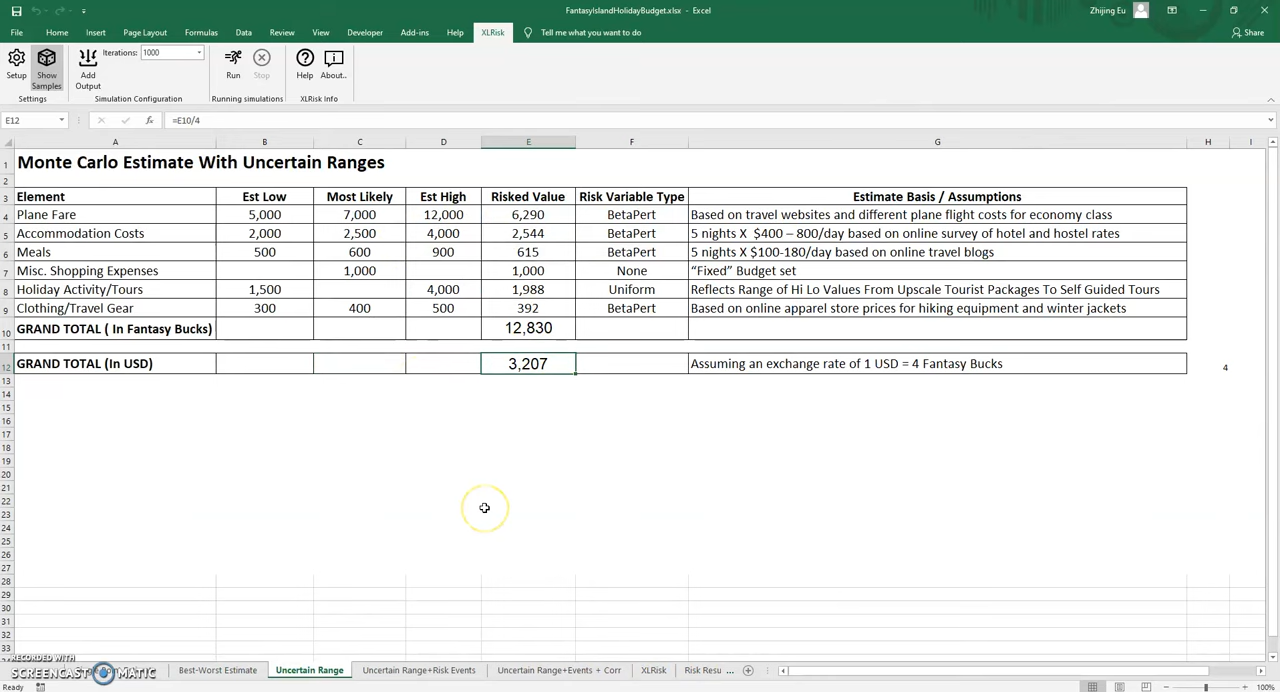 FantasyIslandHolidayBudget.xlsx - Excel
Zhijing Eu
File Home Insert Page Layout Formulas Data Review View Developer Add-ins Help XLRisk Tell me what you want to do Share
Iterations: 1000
Setup Show Samples Add Output Run Stop Help About..
Settings Simulation Configuration Running simulations XLRisk Info
E12 fx =E10/4
A B C D E F G H I
1 Monte Carlo Estimate With Uncertain Ranges
2
3 Element Est Low Most Likely Est High Risked Value Risk Variable Type Estimate Basis / Assumptions
4 Plane Fare 5,000 7,000 12,000 6,290 BetaPert Based on travel websites and different plane flight costs for economy class
5 Accommodation Costs 2,000 2,500 4,000 2,544 BetaPert 5 nights X $400 – 800/day based on online survey of hotel and hostel rates
6 Meals 500 600 900 615 BetaPert 5 nights X $100-180/day based on online travel blogs
7 Misc. Shopping Expenses 1,000 1,000 None “Fixed” Budget set
8 Holiday Activity/Tours 1,500 4,000 1,988 Uniform Reflects Range of Hi Lo Values From Upscale Tourist Packages To Self Guided Tours
9 Clothing/Travel Gear 300 400 500 392 BetaPert Based on online apparel store prices for hiking equipment and winter jackets
10 GRAND TOTAL ( In Fantasy Bucks) 12,830
11
12 GRAND TOTAL (In USD) 3,207 Assuming an exchange rate of 1 USD = 4 Fantasy Bucks 4
13
14
15
16
17
18
19
20
21
22
23
24
25
26
27
28
29
30
31
32
33
RECORDED WITH
SCREENCAST MATIC
Best-Worst Estimate Uncertain Range Uncertain Range+Risk Events Uncertain Range+Events + Corr XLRisk Risk Resu ...
Ready 100%